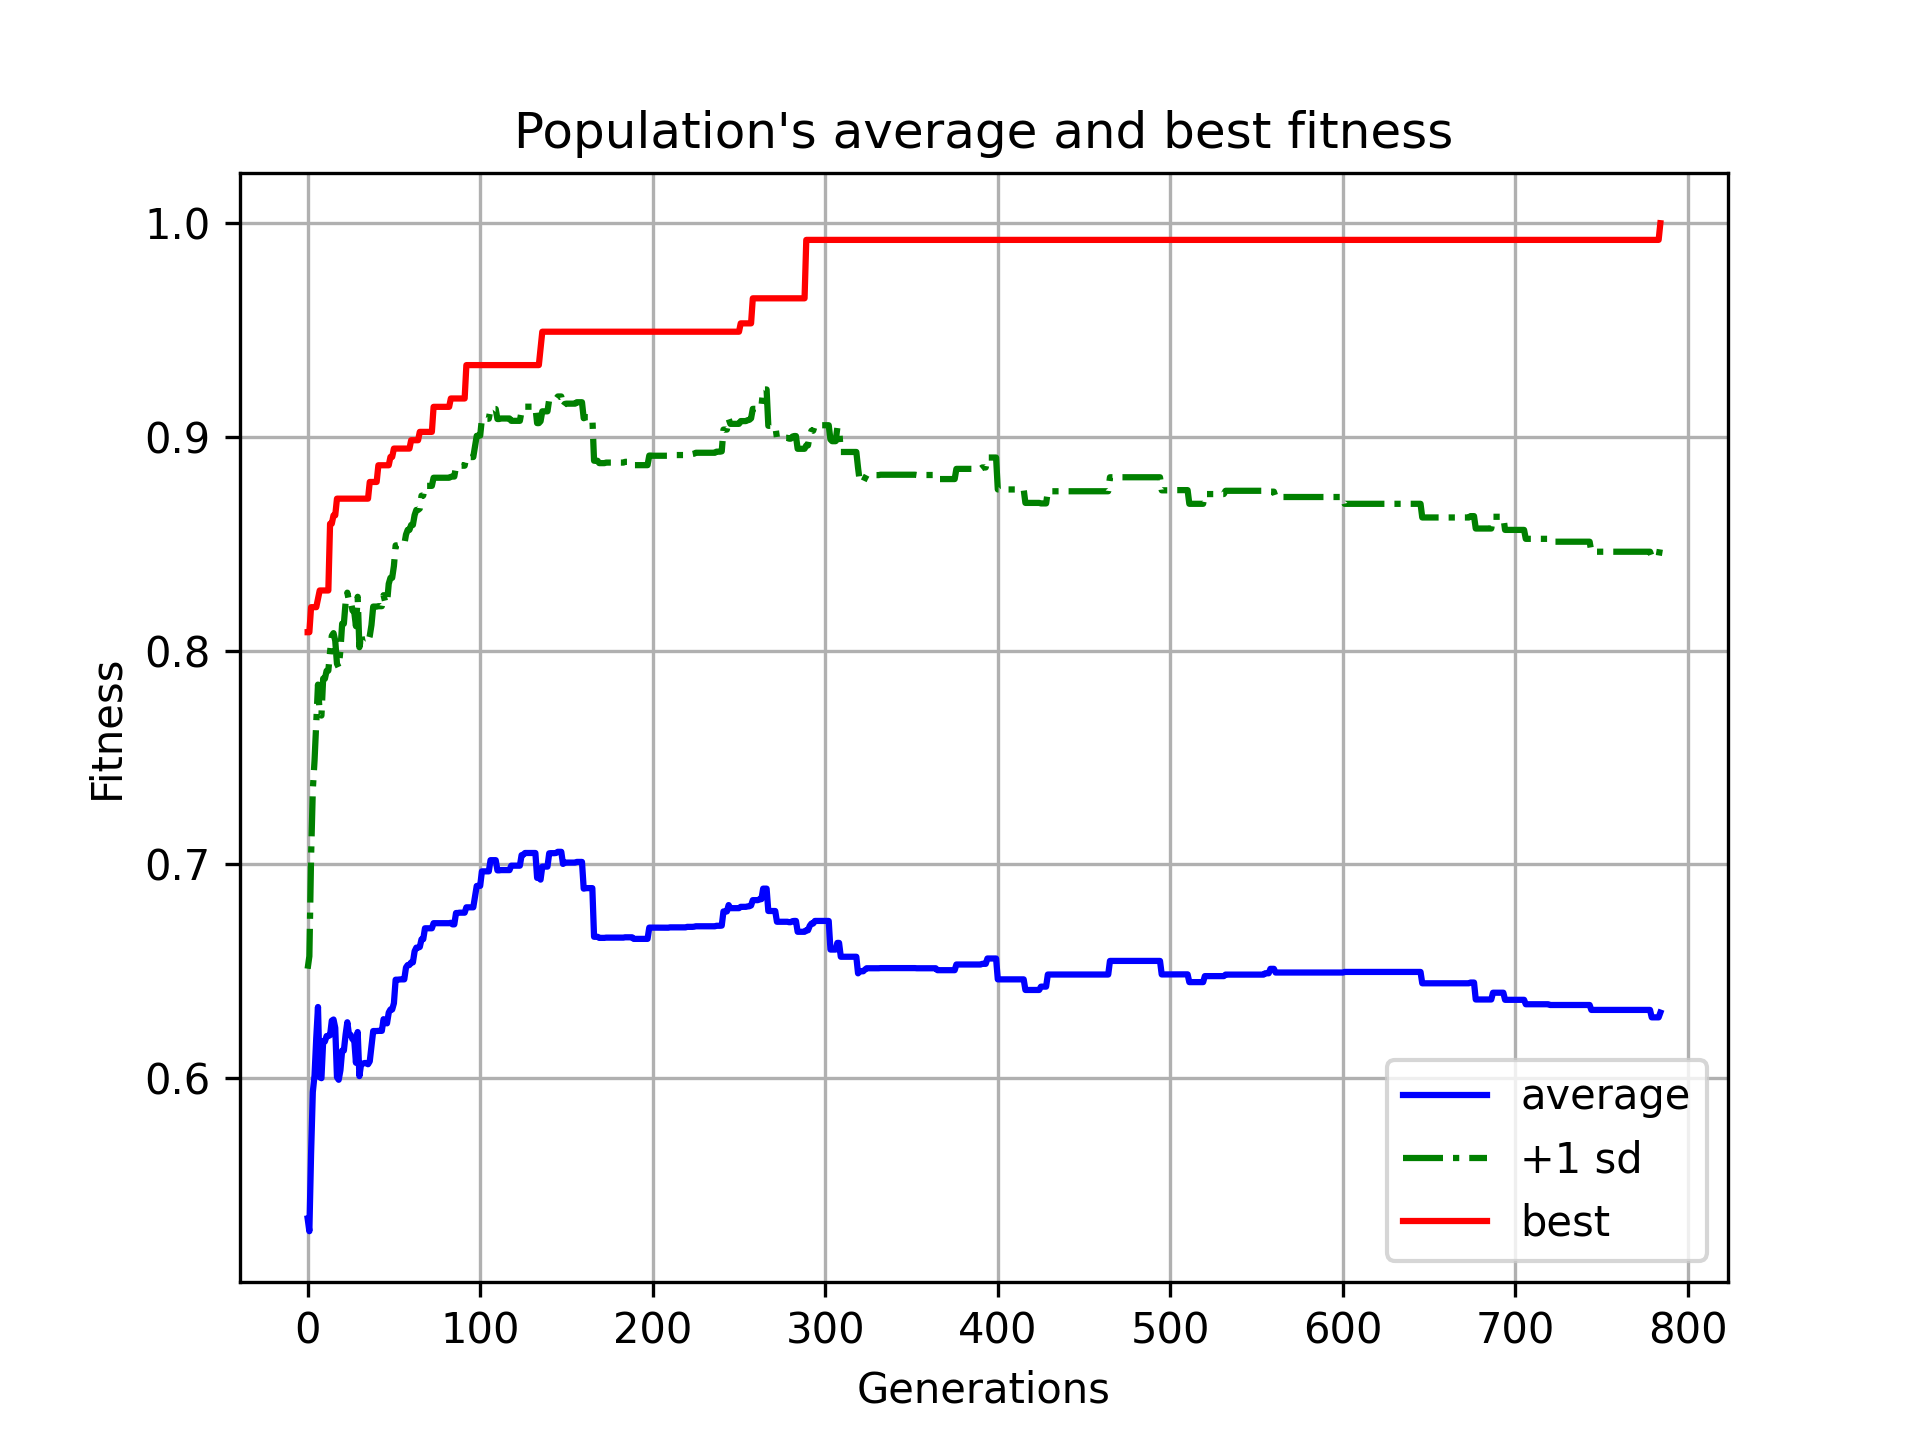 Population's average and best fitness
1.0
0.9
0.8
0.7
0.6
Fitness
0 100 200 300 400 500 600 700 800
Generations
average
+1 sd
best